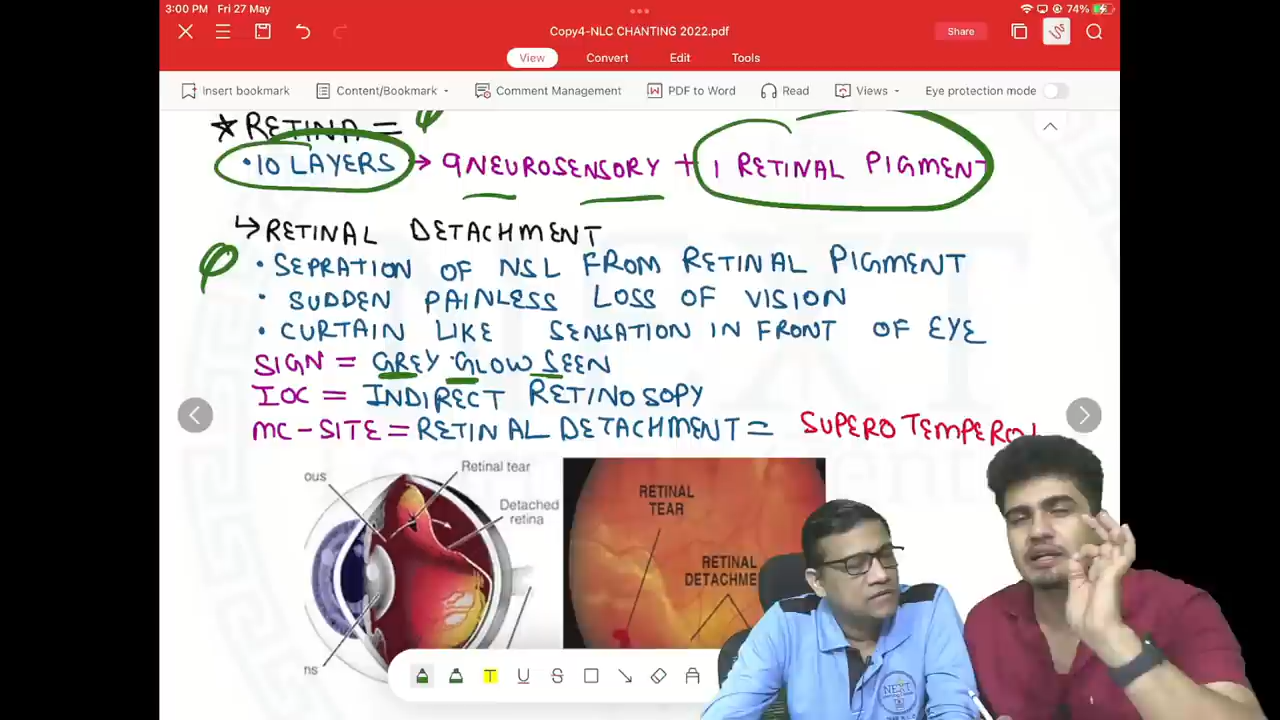 3:00 PM Fri 27 May
74%
Copy4-NLC CHANTING 2022.pdf
Share
View Convert Edit Tools
Insert bookmark Content/Bookmark Comment Management PDF to Word Read Views Eye protection mode
★ RETINA =
• 10 LAYERS → 9 NEUROSENSORY + 1 RETINAL PIGMENT
↳ RETINAL DETACHMENT
• SEPRATION OF NSL FROM RETINAL PIGMENT
• SUDDEN PAINLESS LOSS OF VISION
• CURTAIN LIKE SENSATION IN FRONT OF EYE
SIGN = GREY GLOW SEEN
IOC = INDIRECT RETINOSOPY
MC-SITE = RETINAL DETACHMENT = SUPERO TEMPERAL
ous
Retinal tear
Detached
retina
ns
RETINAL
TEAR
RETINAL
DETACHME
NEXT